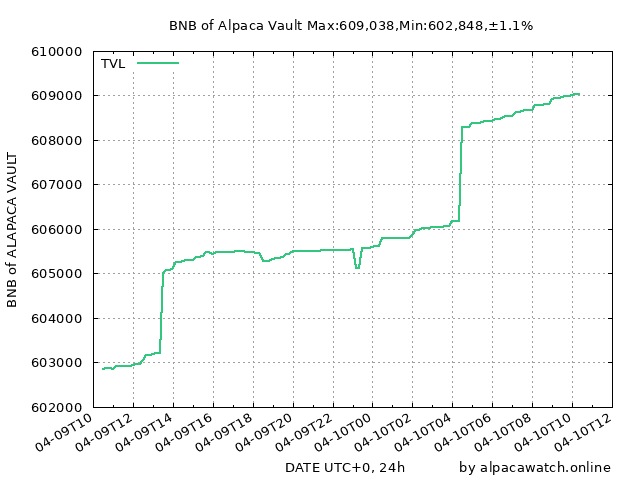 BNB of Alpaca Vault Max:609,038,Min:602,848,±1.1%
610000
TVL
609000
608000
607000
606000
605000
604000
603000
602000
BNB of ALAPACA VAULT
04-09T10
04-09T12
04-09T14
04-09T16
04-09T18
04-09T20
04-10T00
04-10T02
04-10T04
04-10T06
04-10T08
04-10T10
04-10T12
DATE UTC+0, 24h
by alpacawatch.online